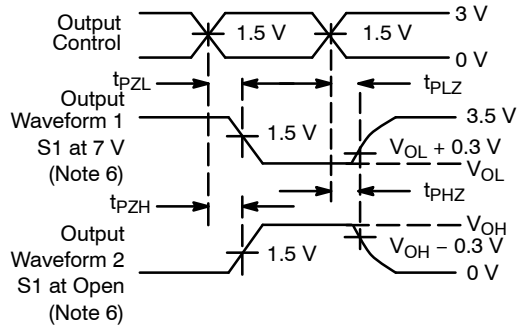 Output
Control
1.5 V
1.5 V
3 V
0 V
tPZL
tPLZ
Output
Waveform 1
S1 at 7 V
(Note 6)
1.5 V
3.5 V
VOL + 0.3 V
VOL
tPZH
tPHZ
Output
Waveform 2
S1 at Open
(Note 6)
1.5 V
VOH
VOH − 0.3 V
0 V